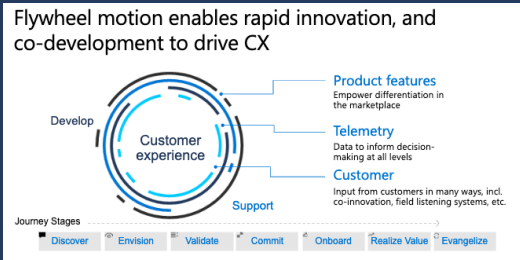 Flywheel motion enables rapid innovation, and
co-development to drive CX
Develop
Customer
experience
Support
Product features
Empower differentiation in
the marketplace
Telemetry
Data to inform decision-
making at all levels
Customer
Input from customers in many ways, incl.
co-innovation, field listening systems, etc.
Journey Stages
Discover
Envision
Validate
Commit
Onboard
Realize Value
Evangelize